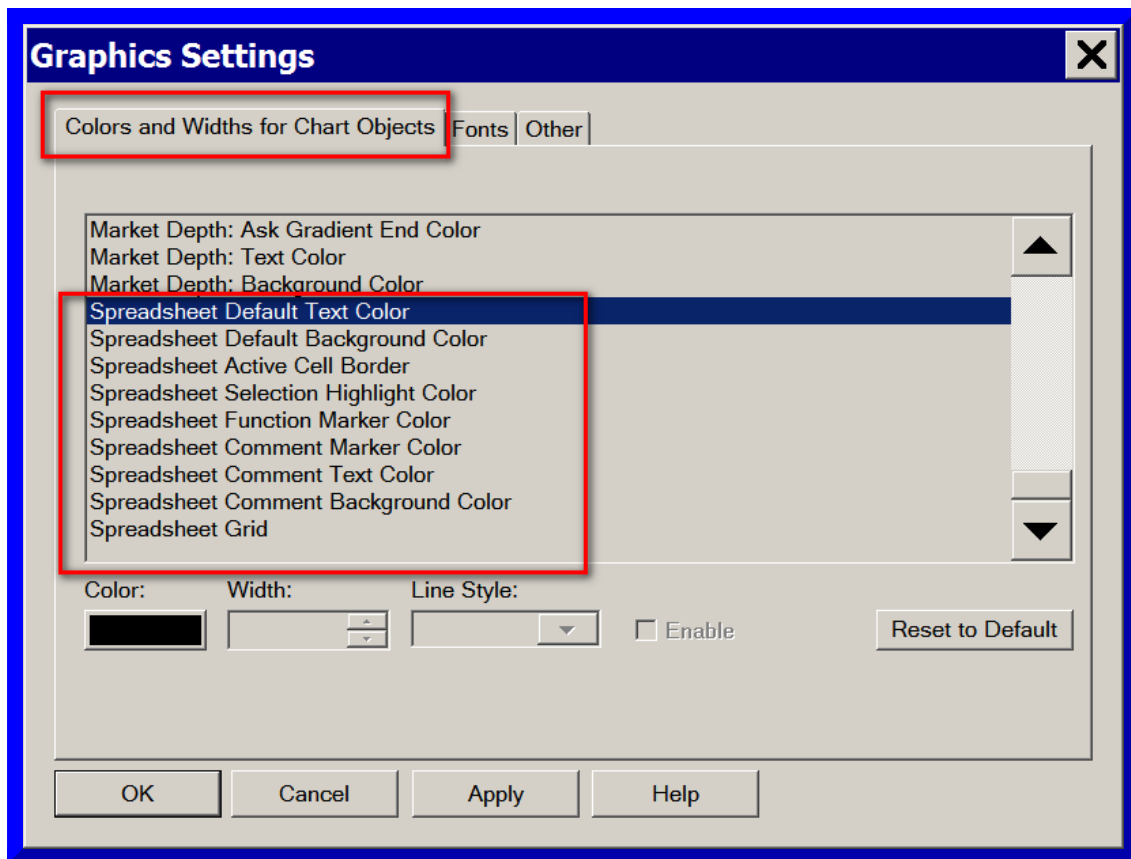 Graphics Settings
Colors and Widths for Chart Objects Fonts Other
Market Depth: Ask Gradient End Color
Market Depth: Text Color
Market Depth: Background Color
Spreadsheet Default Text Color
Spreadsheet Default Background Color
Spreadsheet Active Cell Border
Spreadsheet Selection Highlight Color
Spreadsheet Function Marker Color
Spreadsheet Comment Marker Color
Spreadsheet Comment Text Color
Spreadsheet Comment Background Color
Spreadsheet Grid
Color: Width: Line Style:
Enable Reset to Default
OK Cancel Apply Help